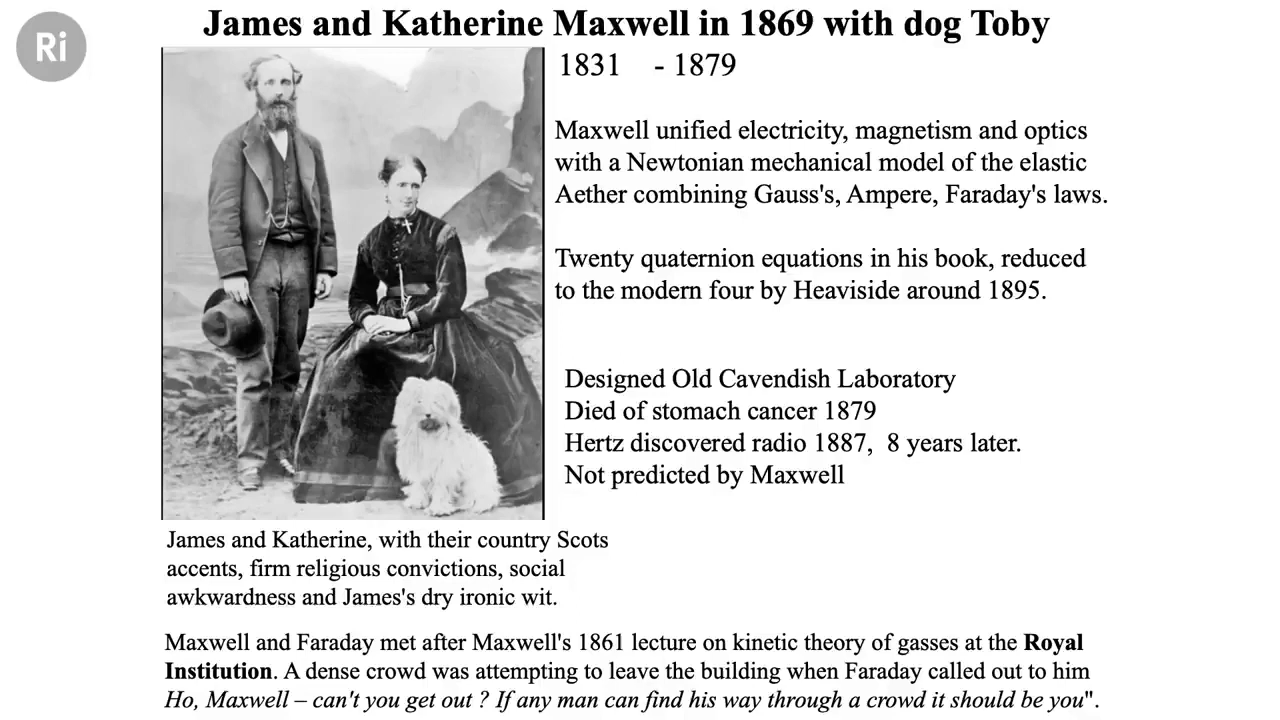 Ri
James and Katherine Maxwell in 1869 with dog Toby
1831 - 1879
Maxwell unified electricity, magnetism and optics
with a Newtonian mechanical model of the elastic
Aether combining Gauss's, Ampere, Faraday's laws.
Twenty quaternion equations in his book, reduced
to the modern four by Heaviside around 1895.
Designed Old Cavendish Laboratory
Died of stomach cancer 1879
Hertz discovered radio 1887, 8 years later.
Not predicted by Maxwell
James and Katherine, with their country Scots
accents, firm religious convictions, social
awkwardness and James's dry ironic wit.
Maxwell and Faraday met after Maxwell's 1861 lecture on kinetic theory of gasses at the Royal
Institution. A dense crowd was attempting to leave the building when Faraday called out to him
Ho, Maxwell – can't you get out ? If any man can find his way through a crowd it should be you".